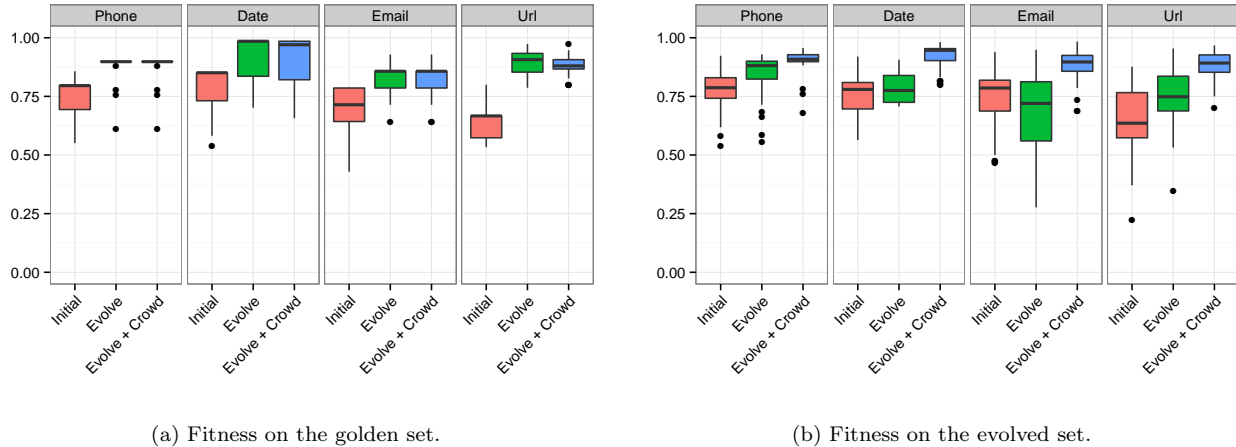 Phone Date Email Url
1.00
0.75
0.50
0.25
0.00
Initial Evolve Evolve + Crowd Initial Evolve Evolve + Crowd Initial Evolve Evolve + Crowd Initial Evolve Evolve + Crowd
(a) Fitness on the golden set.
Phone Date Email Url
1.00
0.75
0.50
0.25
0.00
Initial Evolve Evolve + Crowd Initial Evolve Evolve + Crowd Initial Evolve Evolve + Crowd Initial Evolve Evolve + Crowd
(b) Fitness on the evolved set.